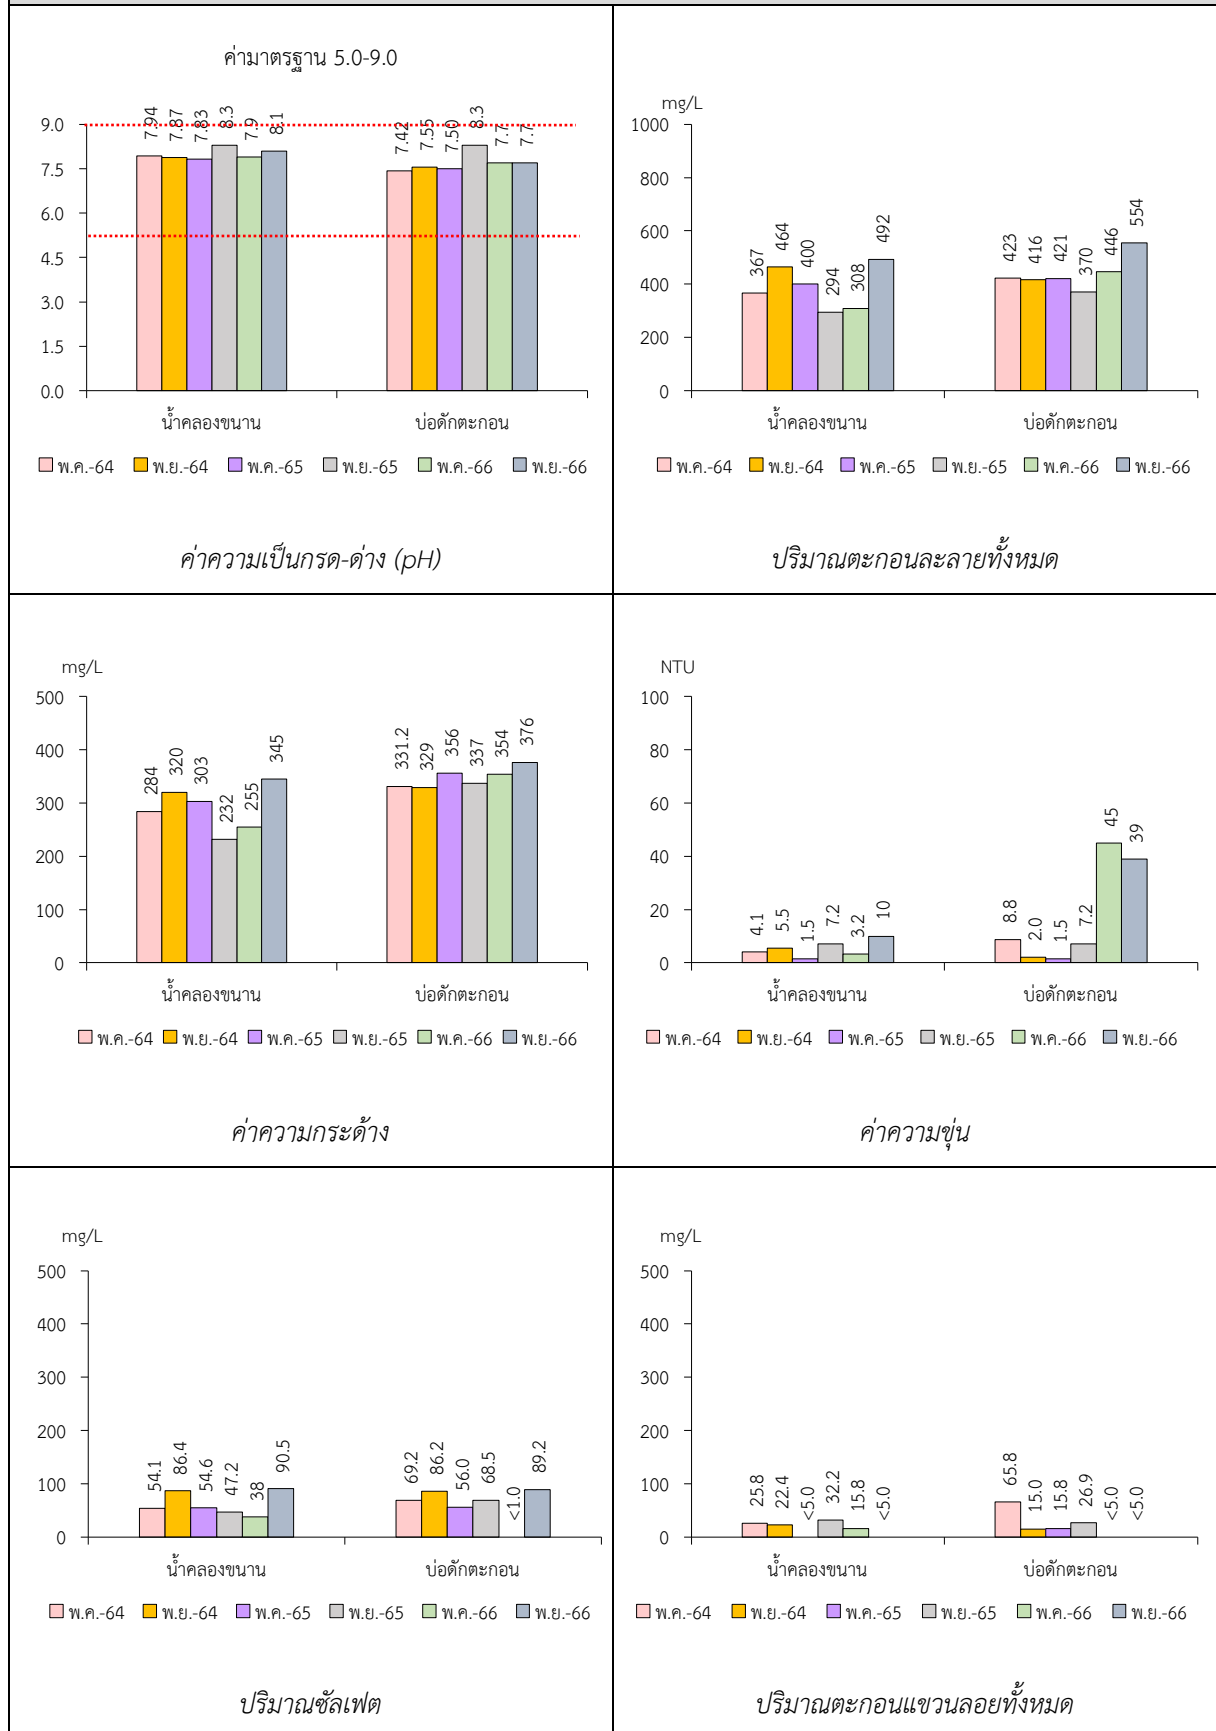 ค่ามาตรฐาน 5.0-9.0
9.0
7.5
6.0
4.5
3.0
1.5
0.0
7.94 7.87 7.83 8.3 7.9 8.1
7.42 7.55 7.50 8.3 7.7 7.7
น้ำคลองขนาน บ่อดักตะกอน
พ.ค.-64 พ.ย.-64 พ.ค.-65 พ.ย.-65 พ.ค.-66 พ.ย.-66
ค่าความเป็นกรด-ด่าง (pH)
mg/L
1000
800
600
400
200
0
367 464 400 294 308 492
423 416 421 370 446 554
น้ำคลองขนาน บ่อดักตะกอน
พ.ค.-64 พ.ย.-64 พ.ค.-65 พ.ย.-65 พ.ค.-66 พ.ย.-66
ปริมาณตะกอนละลายทั้งหมด
mg/L
500
400
300
200
100
0
284 320 303 232 255 345
331.2 329 356 337 354 376
น้ำคลองขนาน บ่อดักตะกอน
พ.ค.-64 พ.ย.-64 พ.ค.-65 พ.ย.-65 พ.ค.-66 พ.ย.-66
ค่าความกระด้าง
NTU
100
80
60
40
20
0
4.1 5.5 1.5 7.2 3.2 10
8.8 2.0 1.5 7.2 45 39
น้ำคลองขนาน บ่อดักตะกอน
พ.ค.-64 พ.ย.-64 พ.ค.-65 พ.ย.-65 พ.ค.-66 พ.ย.-66
ค่าความขุ่น
mg/L
500
400
300
200
100
0
54.1 86.4 54.6 47.2 38 90.5
69.2 86.2 56.0 68.5 <1.0 89.2
น้ำคลองขนาน บ่อดักตะกอน
พ.ค.-64 พ.ย.-64 พ.ค.-65 พ.ย.-65 พ.ค.-66 พ.ย.-66
ปริมาณซัลเฟต
mg/L
500
400
300
200
100
0
25.8 22.4 <5.0 32.2 15.8 <5.0
65.8 15.0 15.8 26.9 <5.0 <5.0
น้ำคลองขนาน บ่อดักตะกอน
พ.ค.-64 พ.ย.-64 พ.ค.-65 พ.ย.-65 พ.ค.-66 พ.ย.-66
ปริมาณตะกอนแขวนลอยทั้งหมด